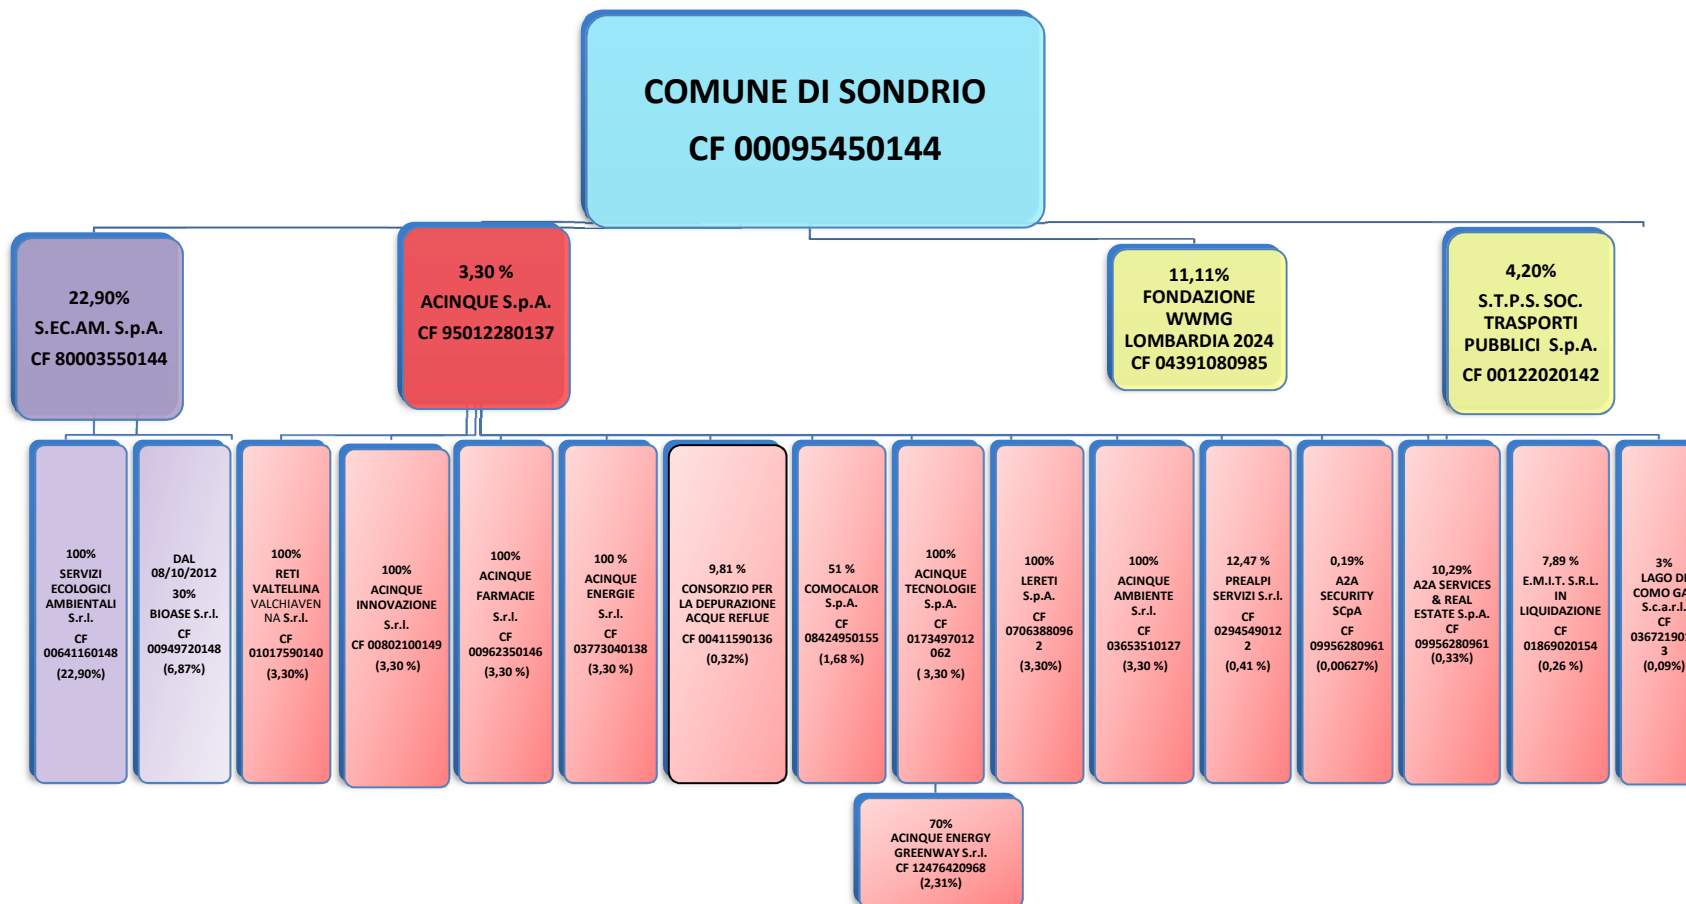 COMUNE DI SONDRIO
CF 00095450144
22,90%
S.EC.AM. S.p.A.
CF 80003550144
3,30 %
ACINQUE S.p.A.
CF 95012280137
11,11%
FONDAZIONE
WWMG
LOMBARDIA 2024
CF 04391080985
4,20%
S.T.P.S. SOC.
TRASPORTI
PUBBLICI S.p.A.
CF 00122020142
100%
SERVIZI
ECOLOGICI
AMBIENTALI
S.r.l.
CF
00641160148
(22,90%)
DAL
08/10/2012
30%
BIOASE S.r.l.
CF
00949720148
(6,87%)
100%
RETI
VALTELLINA
VALCHIAVEN
NA S.r.l.
CF
01017590140
(3,30%)
100%
ACINQUE
INNOVAZIONE
S.r.l.
CF 00802100149
(3,30 %)
100%
ACINQUE
FARMACIE
S.r.l.
CF
00962350146
(3,30 %)
100 %
ACINQUE
ENERGIE
S.r.l.
CF
03773040138
(3,30 %)
9,81 %
CONSORZIO PER
LA DEPURAZIONE
ACQUE REFLUE
CF 00411590136
(0,32%)
51 %
COMOCALOR
S.p.A.
CF
08424950155
(1,68 %)
100%
ACINQUE
TECNOLOGIE
S.p.A.
CF
0173497012
062
( 3,30 %)
100%
LERETI
S.p.A.
CF
0706388096
2
(3,30%)
100%
ACINQUE
AMBIENTE
S.r.l.
CF
03653510127
(3,30 %)
12,47 %
PREALPI
SERVIZI S.r.l.
CF
0294549012
2
(0,41 %)
0,19%
A2A
SECURITY
SCpA
CF
09956280961
(0,00627%)
10,29%
A2A SERVICES
& REAL
ESTATE S.p.A.
CF
09956280961
(0,33%)
7,89 %
E.M.I.T. S.R.L.
IN
LIQUIDAZIONE
CF
01869020154
(0,26 %)
3%
LAGO DI
COMO GA
S.c.a.r.l.
CF
03672190
3
(0,09%)
70%
ACINQUE ENERGY
GREENWAY S.r.l.
CF 12476420968
(2,31%)